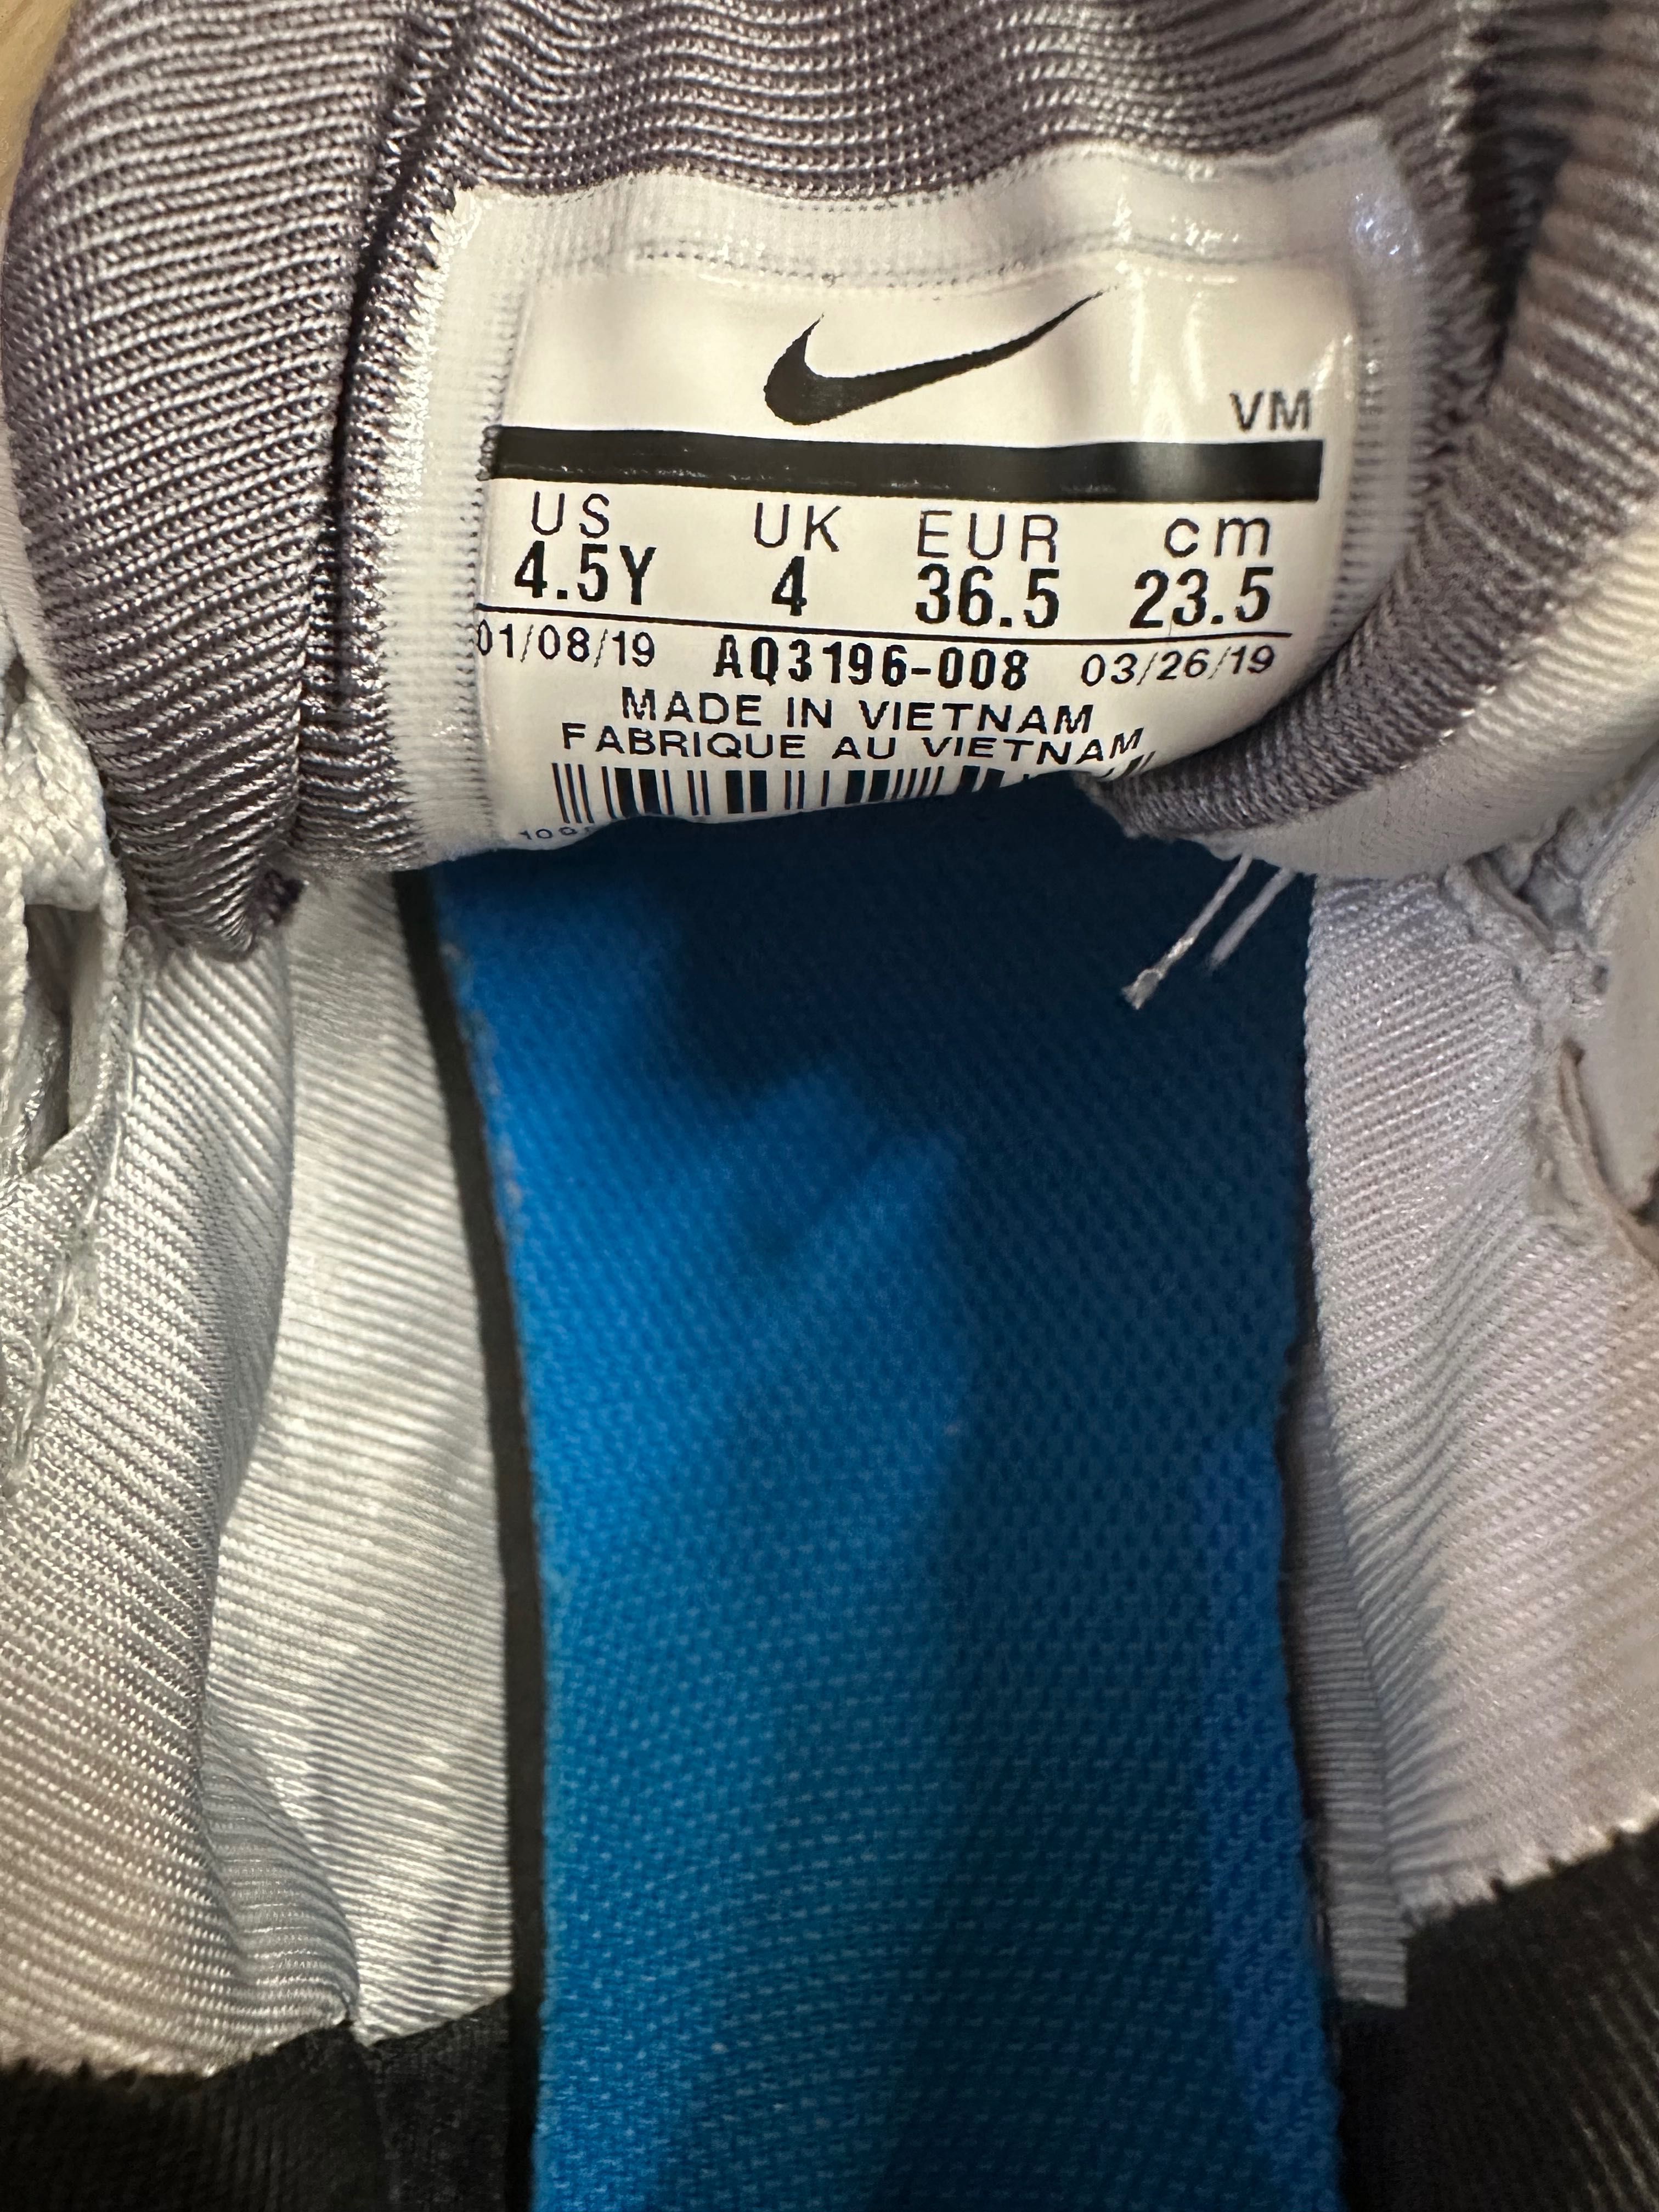 VM
US UK EUR cm
4.5Y 4 36.5 23.5
01/08/19 AQ3196-008 03/26/19
MADE IN VIETNAM
FABRIQUE AU VIETNAM